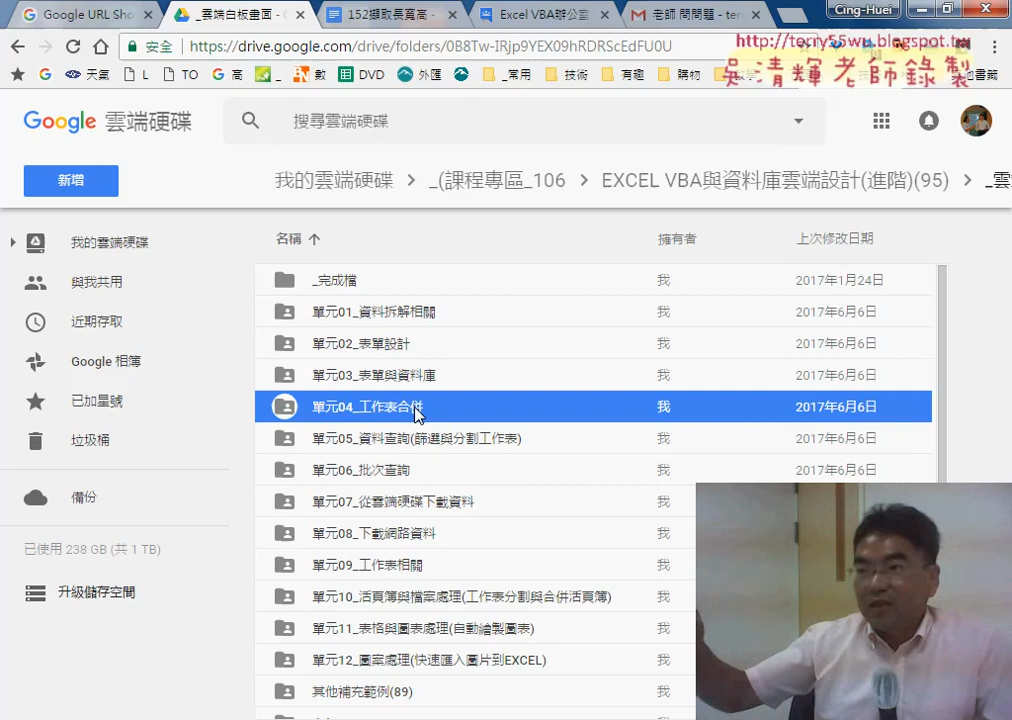 Google URL Sho
_雲端白板畫面 -
152擷取長寬高 -
Excel VBA辦公室
老師 問問題 - ter
Cing-Huei
安全
https://drive.google.com/drive/folders/0B8Tw-IRjp9YEX09hRDRScEdFU0U
http://terry55wu.blogspot.tw
吳清輝老師錄製
天氣
L
TO
高
數
DVD
外匯
_常用
技術
有趣
購物
Google 雲端硬碟
搜尋雲端硬碟
新增
我的雲端硬碟 > _(課程專區_106 > EXCEL VBA與資料庫雲端設計(進階)(95) > _雲
我的雲端硬碟
與我共用
近期存取
Google 相簿
已加星號
垃圾桶
備份
已使用 238 GB (共 1 TB)
升級儲存空間
名稱 擁有者 上次修改日期
_完成檔 我 2017年1月24日
單元01_資料拆解相關 我 2017年6月6日
單元02_表單設計 我 2017年6月6日
單元03_表單與資料庫 我 2017年6月6日
單元04_工作表合併 我 2017年6月6日
單元05_資料查詢(篩選與分割工作表) 我 2017年6月6日
單元06_批次查詢 我 2017年6月6日
單元07_從雲端硬碟下載資料 我
單元08_下載網路資料 我
單元09_工作表相關 我
單元10_活頁簿與檔案處理(工作表分割與合併活頁簿) 我
單元11_表格與圖表處理(自動繪製圖表) 我
單元12_圖案處理(快速匯入圖片到EXCEL) 我
其他補充範例(89) 我